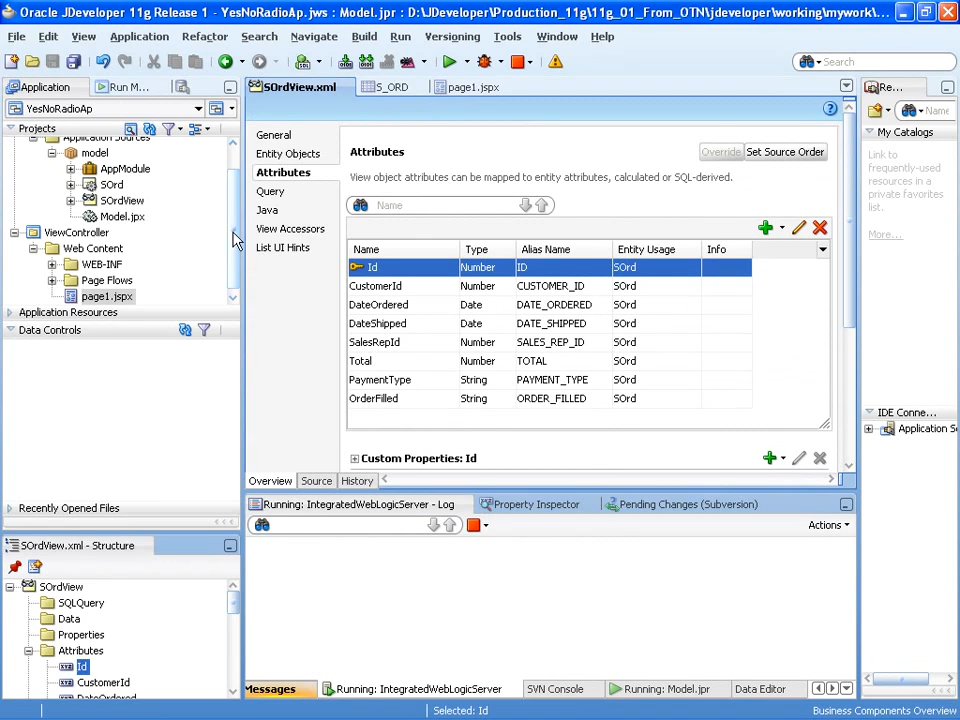 Oracle JDeveloper 11g Release 1 - YesNoRadioAp.jws : Model.jpr : D:\JDeveloper\Production_11g\11g_01_From_OTN\jdeveloper\working\mywork\...
File Edit View Application Refactor Search Navigate Build Run Versioning Tools Window Help
Search
Application
Run M...
SOrdView.xml
S_ORD
page1.jspx
Re...
YesNoRadioAp
Name
Projects
My Catalogs
Application Sources
model
AppModule
SOrd
SOrdView
Model.jpx
ViewController
Web Content
WEB-INF
Page Flows
page1.jspx
Application Resources
Data Controls
Recently Opened Files
General
Entity Objects
Attributes
Query
Java
View Accessors
List UI Hints
Attributes
Override Set Source Order
View object attributes can be mapped to entity attributes, calculated or SQL-derived.
Name
Name Type Alias Name Entity Usage Info
Id Number ID SOrd
CustomerId Number CUSTOMER_ID SOrd
DateOrdered Date DATE_ORDERED SOrd
DateShipped Date DATE_SHIPPED SOrd
SalesRepId Number SALES_REP_ID SOrd
Total Number TOTAL SOrd
PaymentType String PAYMENT_TYPE SOrd
OrderFilled String ORDER_FILLED SOrd
Custom Properties: Id
Overview Source History
Link to
frequently-used
resources in a
private favorites
list.
More...
IDE Conne...
Application Se
Running: IntegratedWebLogicServer - Log
Property Inspector
Pending Changes (Subversion)
Actions
SOrdView.xml - Structure
SOrdView
SQLQuery
Data
Properties
Attributes
Id
CustomerId
DateOrdered
Messages
Running: IntegratedWebLogicServer
SVN Console
Running: Model.jpr
Data Editor
Selected: Id
Business Components Overview